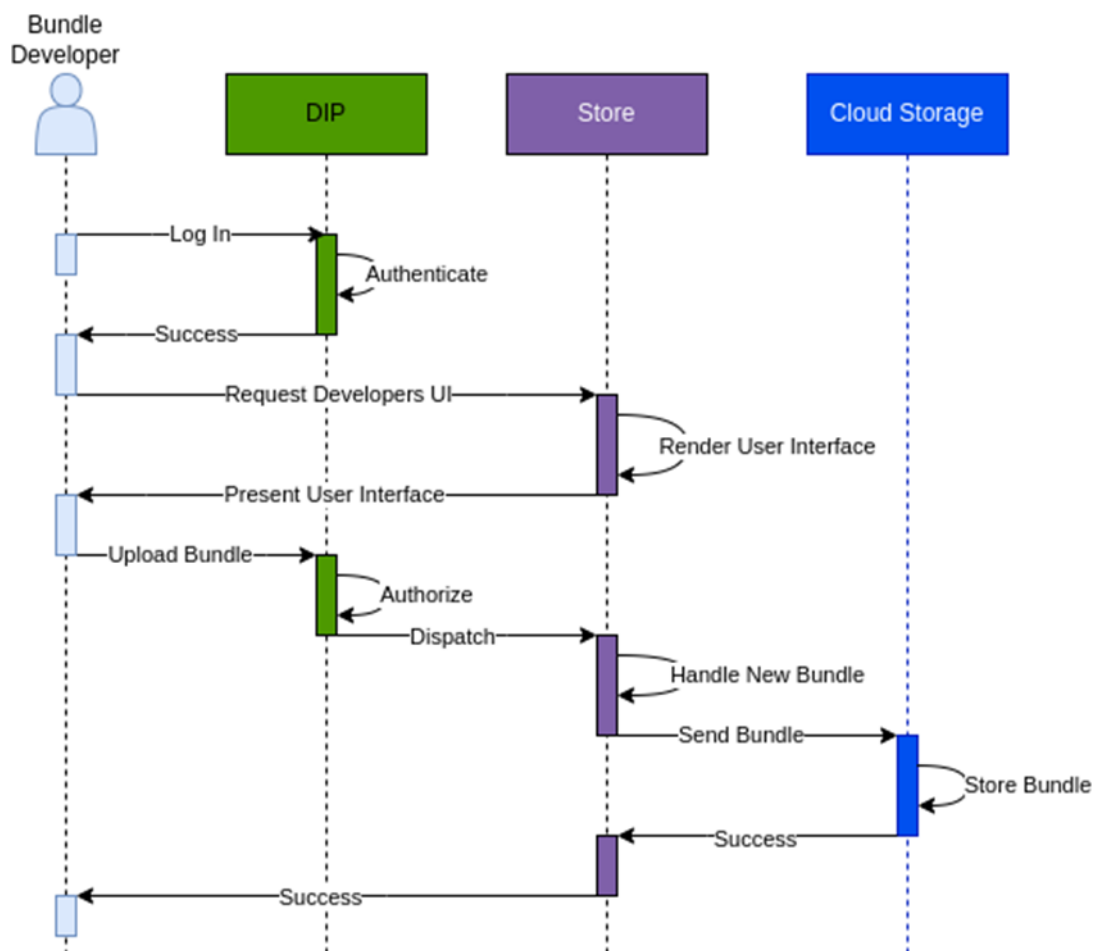 Bundle
Developer
DIP
Store
Cloud Storage
Log In
Authenticate
Success
Request Developers UI
Render User Interface
Present User Interface
Upload Bundle
Authorize
Dispatch
Handle New Bundle
Send Bundle
Store Bundle
Success
Success